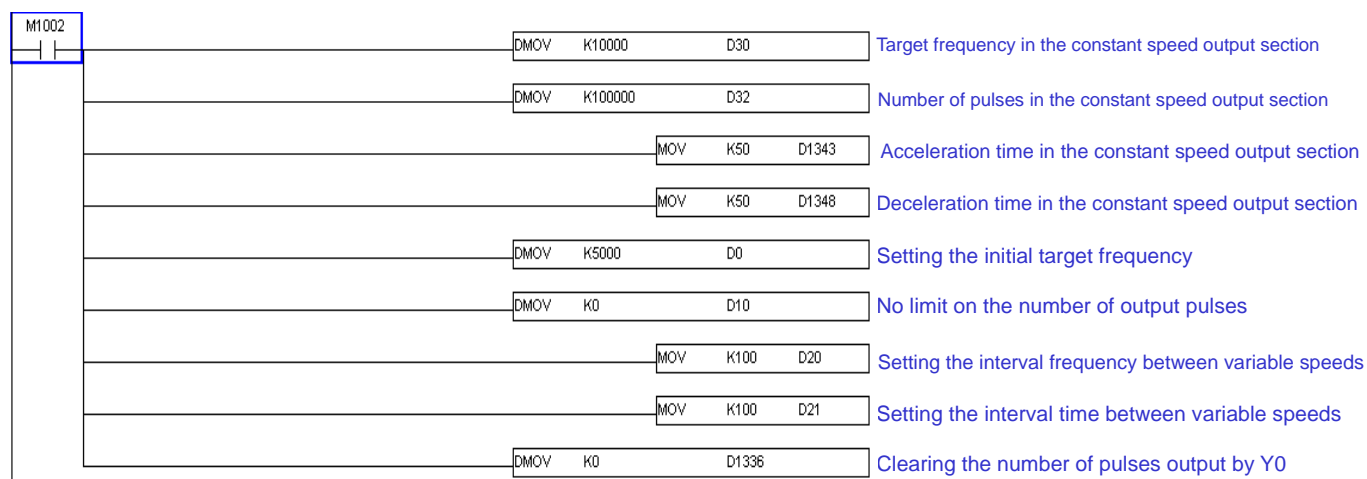 M1002
DMOV K10000 D30 Target frequency in the constant speed output section
DMOV K100000 D32 Number of pulses in the constant speed output section
MOV K50 D1343 Acceleration time in the constant speed output section
MOV K50 D1348 Deceleration time in the constant speed output section
DMOV K5000 D0 Setting the initial target frequency
DMOV K0 D10 No limit on the number of output pulses
MOV K100 D20 Setting the interval frequency between variable speeds
MOV K100 D21 Setting the interval time between variable speeds
DMOV K0 D1336 Clearing the number of pulses output by Y0